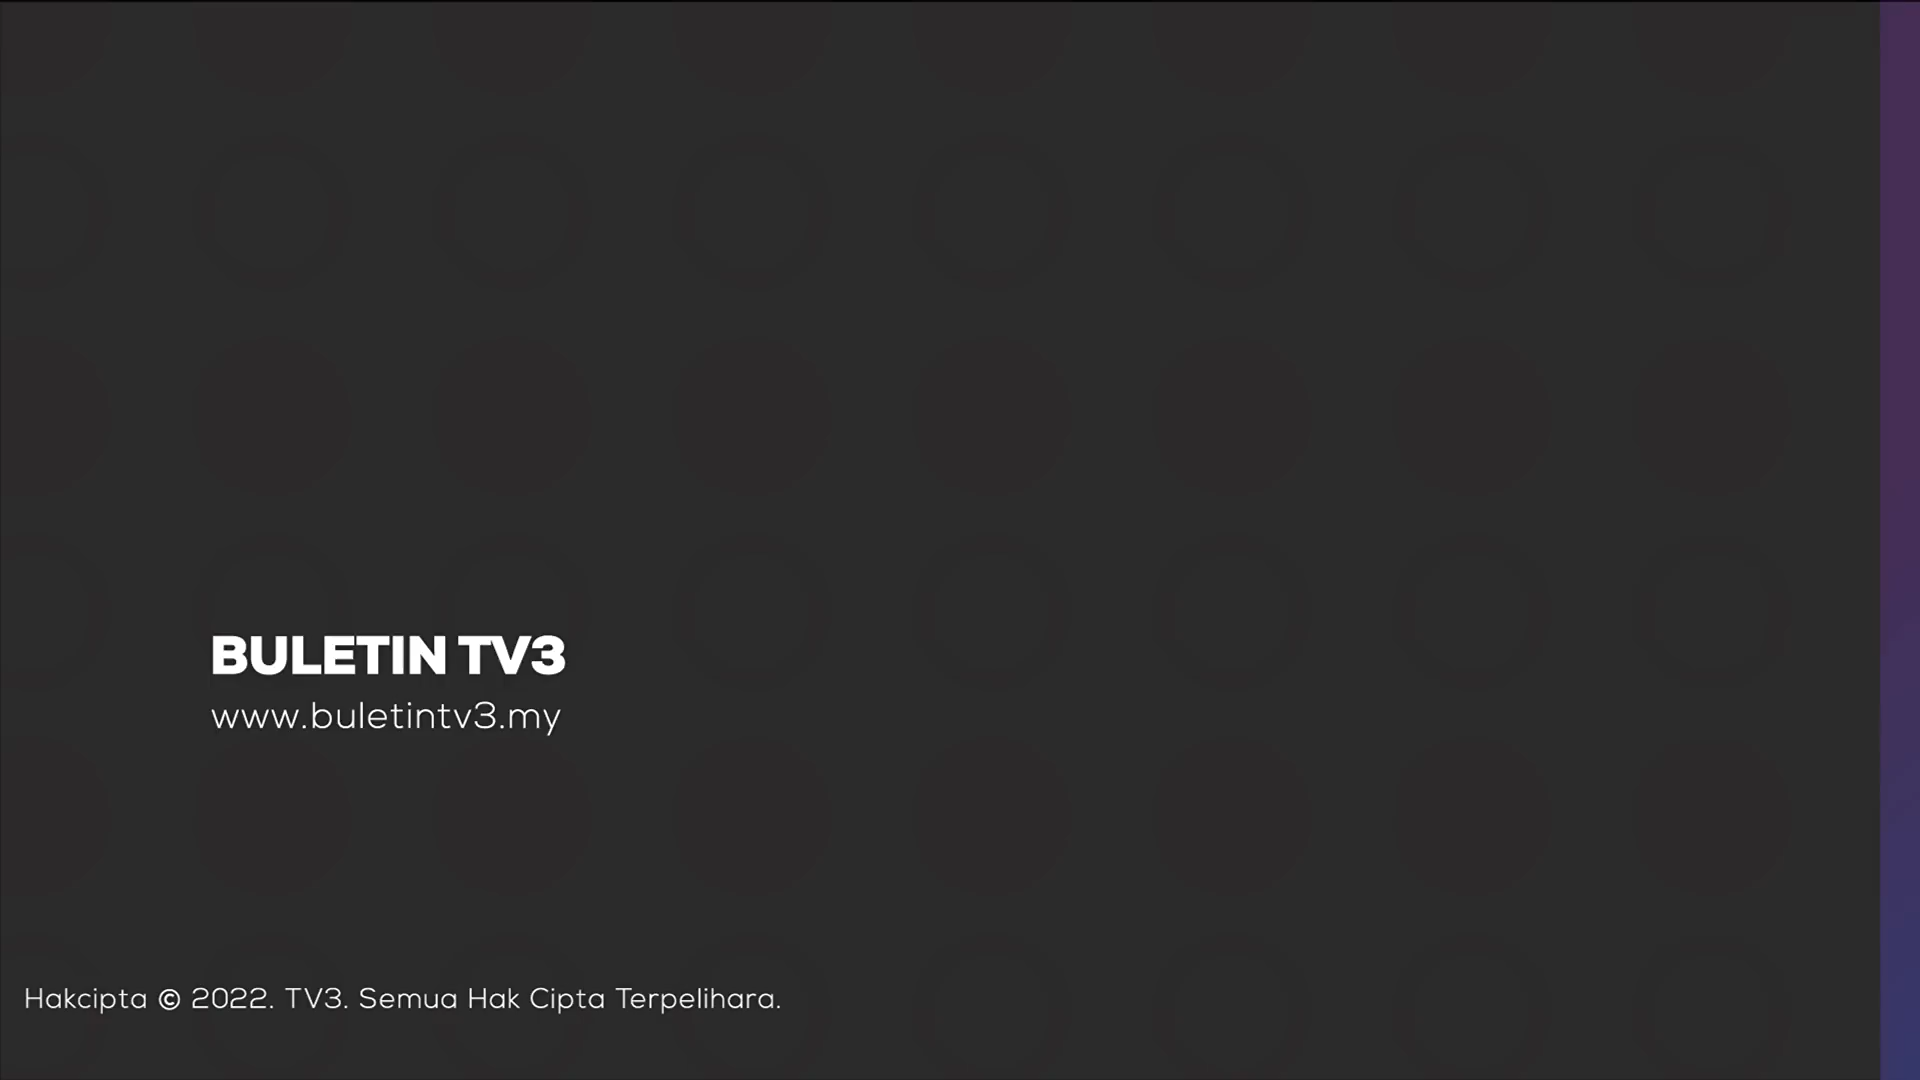 BULETIN TV3
www.buletintv3.my
Hakcipta © 2022. TV3. Semua Hak Cipta Terpelihara.